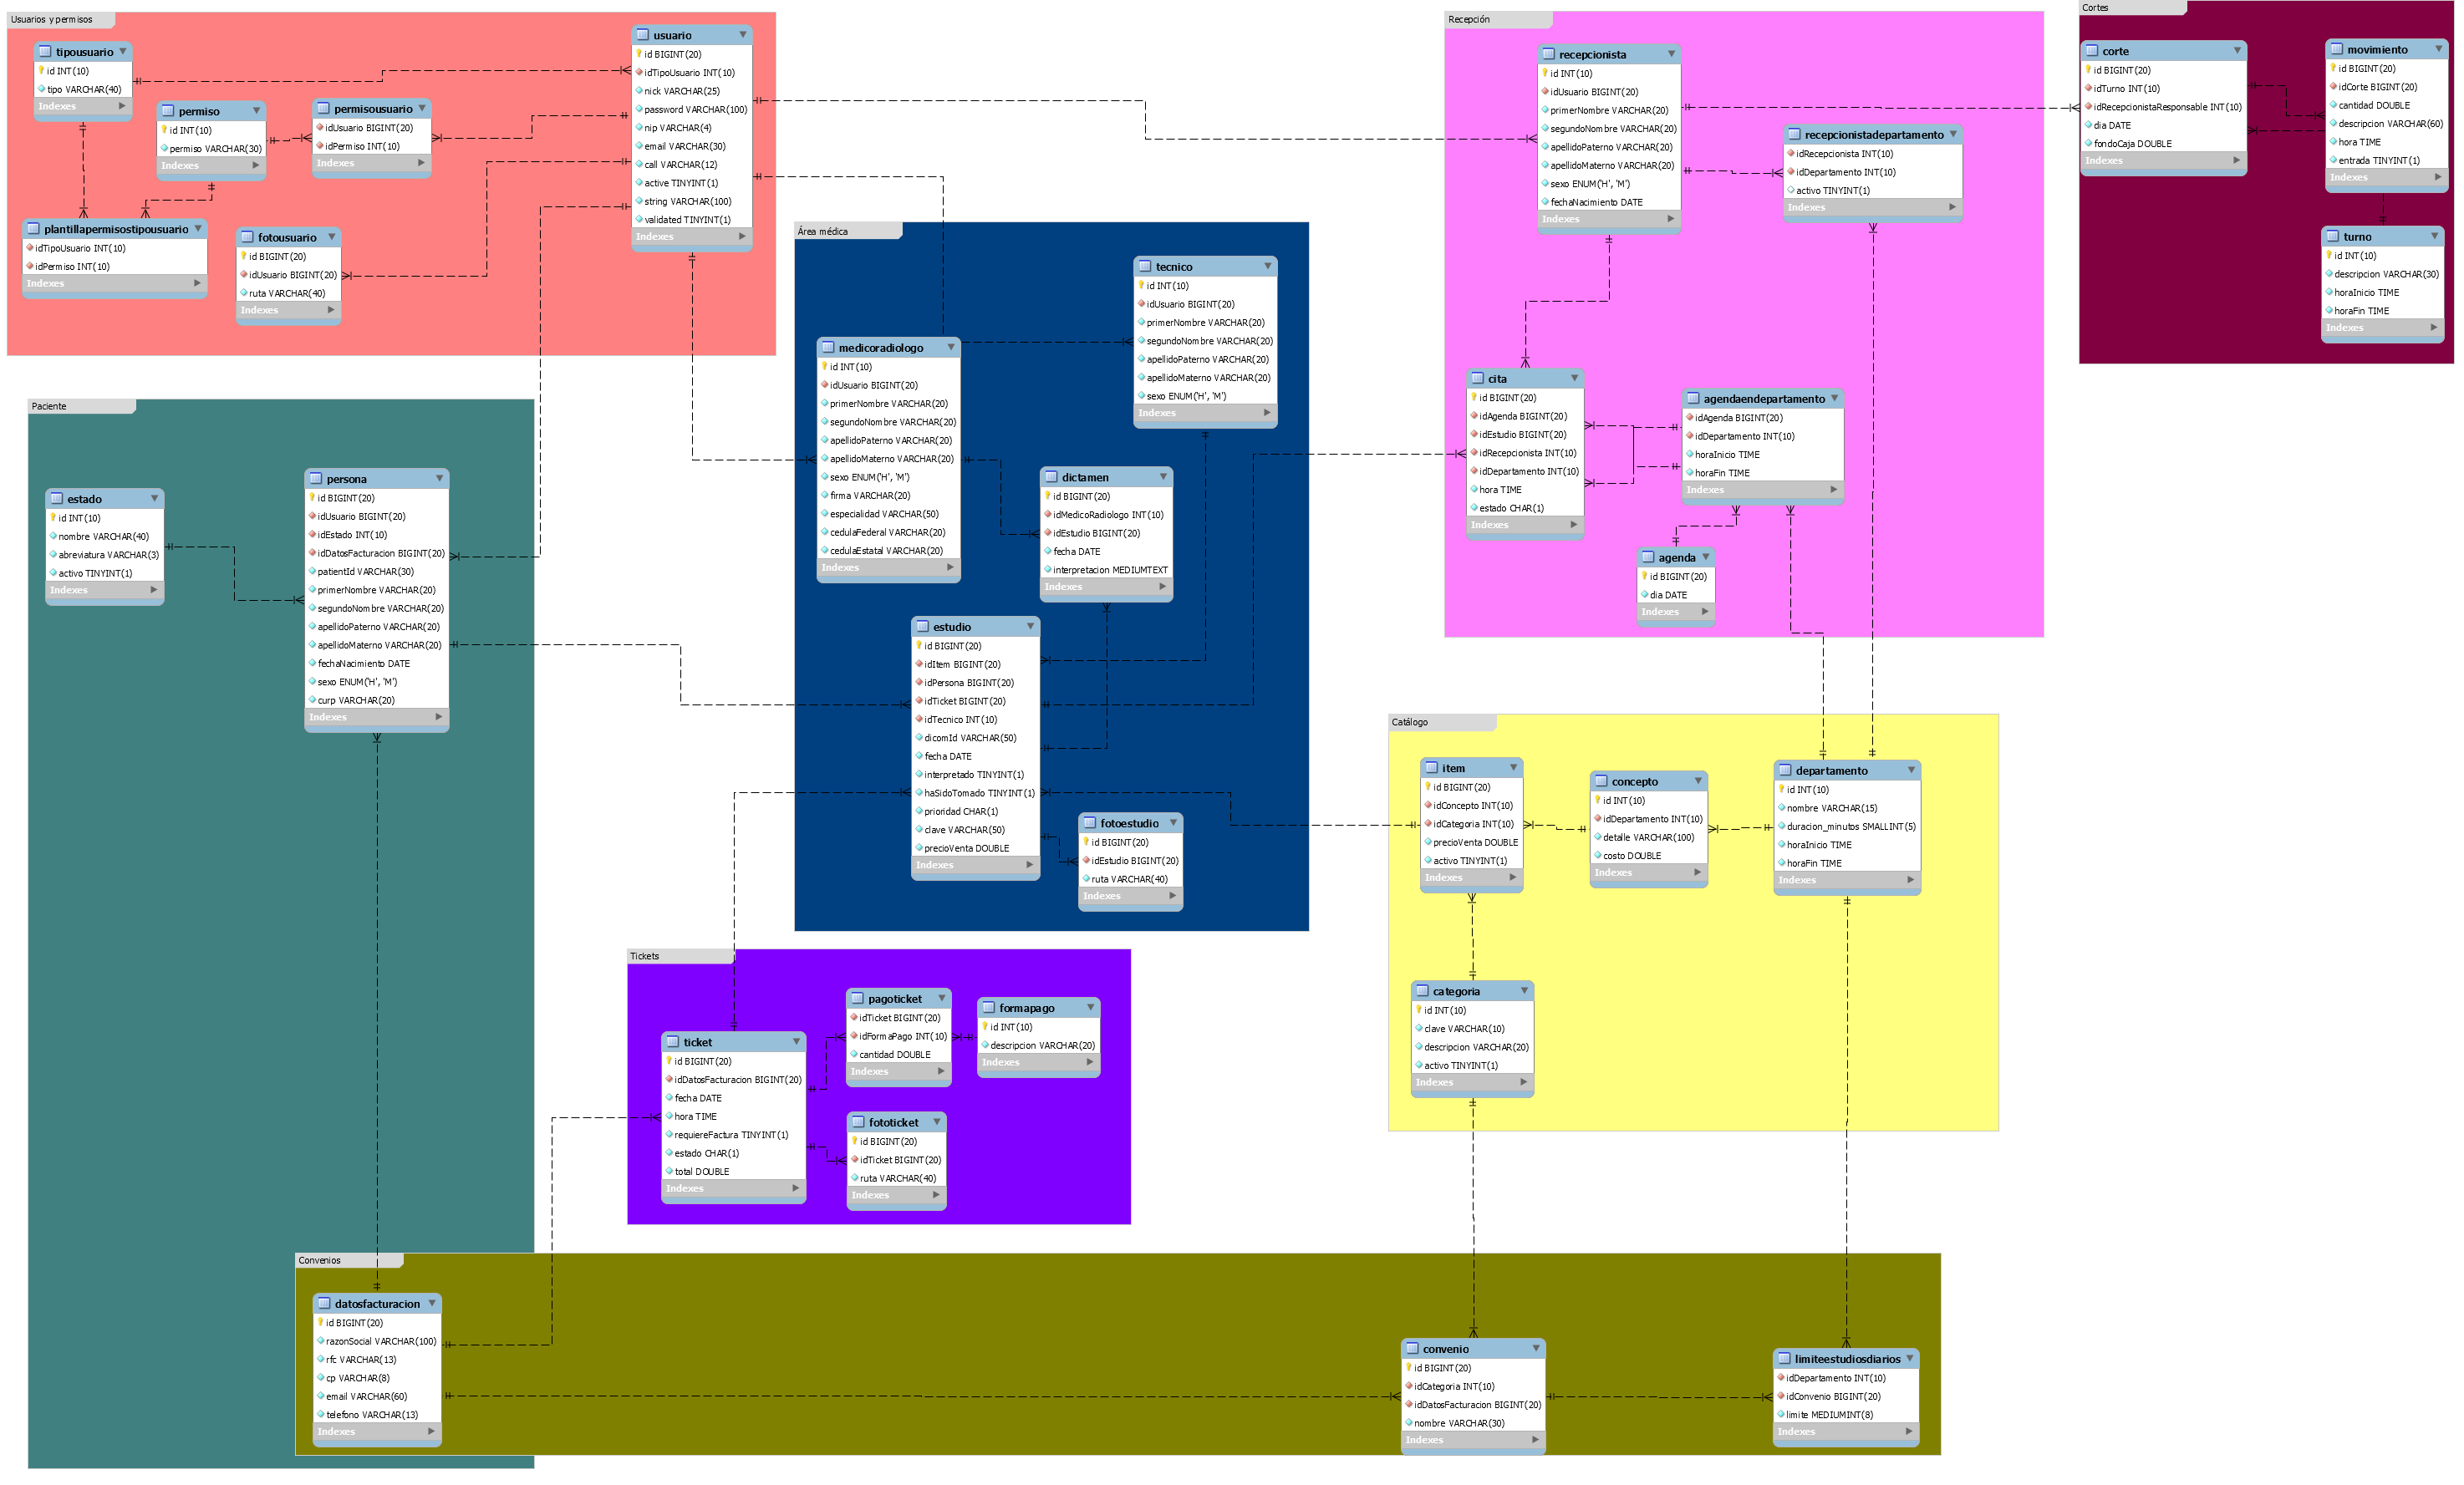 Usuarios y permisos
tipousuario
id INT(10)
tipo VARCHAR(40)
Indexes
permiso
id INT(10)
permiso VARCHAR(30)
Indexes
permisousuario
idUsuario BIGINT(20)
idPermiso INT(10)
Indexes
usuario
id BIGINT(20)
idTipoUsuario INT(10)
nick VARCHAR(25)
password VARCHAR(100)
nip VARCHAR(4)
email VARCHAR(30)
call VARCHAR(12)
active TINYINT(1)
string VARCHAR(100)
validated TINYINT(1)
Indexes
plantillapermisostipousuario
idTipoUsuario INT(10)
idPermiso INT(10)
Indexes
fotousuario
id BIGINT(20)
idUsuario BIGINT(20)
ruta VARCHAR(40)
Indexes
Recepción
recepcionista
id INT(10)
idUsuario BIGINT(20)
primerNombre VARCHAR(20)
segundoNombre VARCHAR(20)
apellidoPaterno VARCHAR(20)
apellidoMaterno VARCHAR(20)
sexo ENUM('H', 'M')
fechaNacimiento DATE
Indexes
recepcionistadepartamento
idRecepcionista INT(10)
idDepartamento INT(10)
activo TINYINT(1)
Indexes
cita
id BIGINT(20)
idAgenda BIGINT(20)
idEstudio BIGINT(20)
idRecepcionista INT(10)
idDepartamento INT(10)
hora TIME
estado CHAR(1)
Indexes
agendaendepartamento
idAgenda BIGINT(20)
idDepartamento INT(10)
horaInicio TIME
horaFin TIME
Indexes
agenda
id BIGINT(20)
dia DATE
Indexes
Cortes
corte
id BIGINT(20)
idTurno INT(10)
idRecepcionistaResponsable INT(10)
dia DATE
fondoCaja DOUBLE
Indexes
movimiento
id BIGINT(20)
idCorte BIGINT(20)
cantidad DOUBLE
descripcion VARCHAR(60)
hora TIME
entrada TINYINT(1)
Indexes
turno
id INT(10)
descripcion VARCHAR(30)
horaInicio TIME
horaFin TIME
Indexes
Área médica
tecnico
id INT(10)
idUsuario BIGINT(20)
primerNombre VARCHAR(20)
segundoNombre VARCHAR(20)
apellidoPaterno VARCHAR(20)
apellidoMaterno VARCHAR(20)
sexo ENUM('H', 'M')
Indexes
medicoradiologo
id INT(10)
idUsuario BIGINT(20)
primerNombre VARCHAR(20)
segundoNombre VARCHAR(20)
apellidoPaterno VARCHAR(20)
apellidoMaterno VARCHAR(20)
sexo ENUM('H', 'M')
firma VARCHAR(20)
especialidad VARCHAR(50)
cedulaFederal VARCHAR(20)
cedulaEstatal VARCHAR(20)
Indexes
dictamen
id BIGINT(20)
idMedicoRadiologo INT(10)
idEstudio BIGINT(20)
fecha DATE
interpretacion MEDIUMTEXT
Indexes
estudio
id BIGINT(20)
idItem BIGINT(20)
idPersona BIGINT(20)
idTicket BIGINT(20)
idTecnico INT(10)
dicomId VARCHAR(50)
fecha DATE
interpretado TINYINT(1)
haSidoTomado TINYINT(1)
prioridad CHAR(1)
clave VARCHAR(50)
precioVenta DOUBLE
Indexes
fotoestudio
id BIGINT(20)
idEstudio BIGINT(20)
ruta VARCHAR(40)
Indexes
Paciente
estado
id INT(10)
nombre VARCHAR(40)
abreviatura VARCHAR(3)
activo TINYINT(1)
Indexes
persona
id BIGINT(20)
idUsuario BIGINT(20)
idEstado INT(10)
idDatosFacturacion BIGINT(20)
patientId VARCHAR(30)
primerNombre VARCHAR(20)
segundoNombre VARCHAR(20)
apellidoPaterno VARCHAR(20)
apellidoMaterno VARCHAR(20)
fechaNacimiento DATE
sexo ENUM('H', 'M')
curp VARCHAR(20)
Indexes
Catálogo
item
id BIGINT(20)
idConcepto INT(10)
idCategoria INT(10)
precioVenta DOUBLE
activo TINYINT(1)
Indexes
concepto
id INT(10)
idDepartamento INT(10)
detalle VARCHAR(100)
costo DOUBLE
Indexes
departamento
id INT(10)
nombre VARCHAR(15)
duracion_minutos SMALLINT(5)
horaInicio TIME
horaFin TIME
Indexes
categoria
id INT(10)
clave VARCHAR(10)
descripcion VARCHAR(20)
activo TINYINT(1)
Indexes
Tickets
ticket
id BIGINT(20)
idDatosFacturacion BIGINT(20)
fecha DATE
hora TIME
requiereFactura TINYINT(1)
estado CHAR(1)
total DOUBLE
Indexes
pagoticket
idTicket BIGINT(20)
idFormaPago INT(10)
cantidad DOUBLE
Indexes
formapago
id INT(10)
descripcion VARCHAR(20)
Indexes
fototicket
id BIGINT(20)
idTicket BIGINT(20)
ruta VARCHAR(40)
Indexes
Convenios
datosfacturacion
id BIGINT(20)
razonSocial VARCHAR(100)
rfc VARCHAR(13)
cp VARCHAR(8)
email VARCHAR(60)
telefono VARCHAR(13)
Indexes
convenio
id BIGINT(20)
idCategoria INT(10)
idDatosFacturacion BIGINT(20)
nombre VARCHAR(30)
Indexes
limiteestudiosdiarios
idDepartamento INT(10)
idConvenio BIGINT(20)
limite MEDIUMINT(8)
Indexes